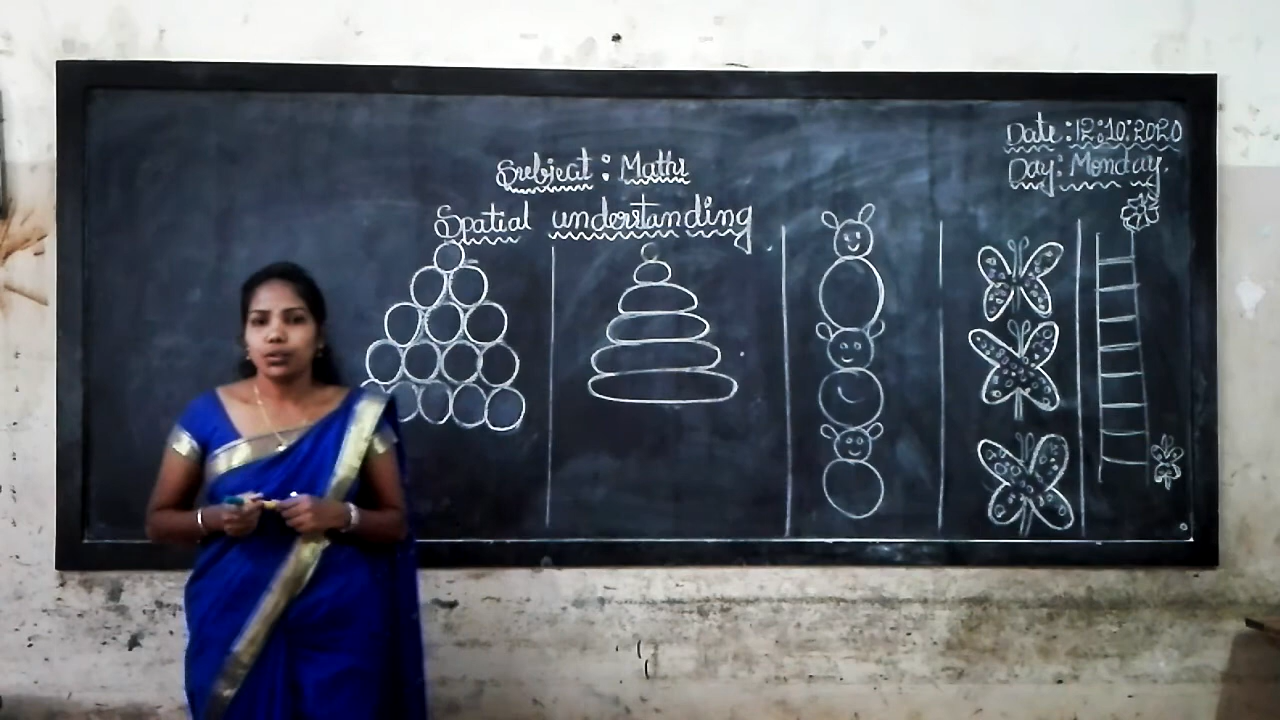 Date : 12:10:2020
Day : Monday.
Subject : Maths
Spatial understanding